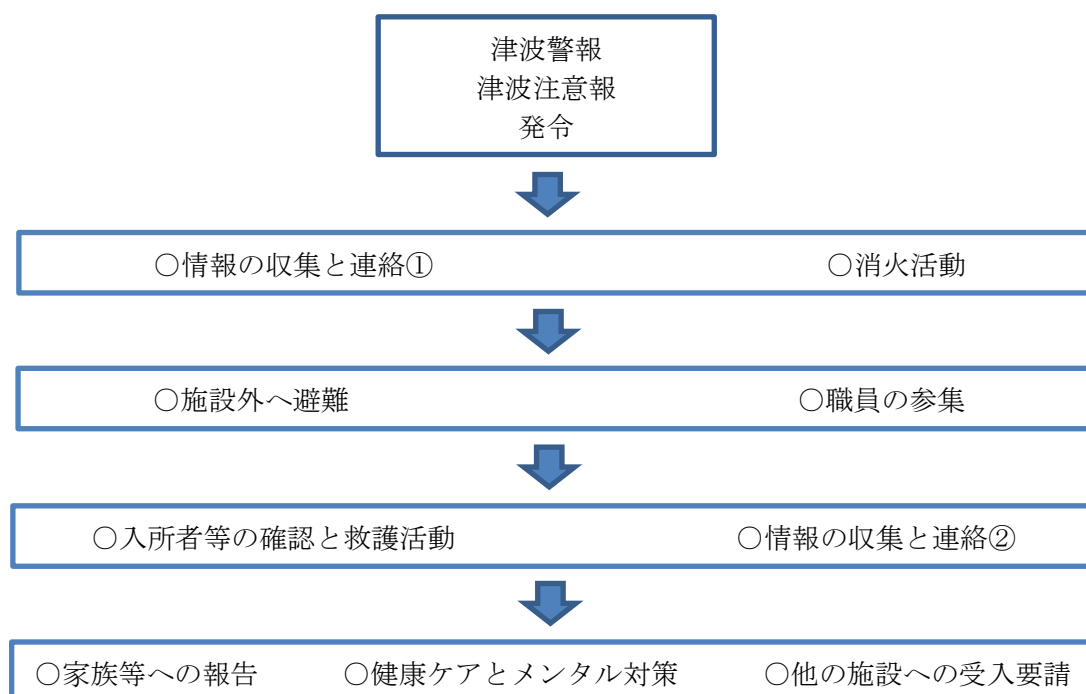 津波警報
津波注意報
発令
○情報の収集と連絡① ○消火活動
○施設外へ避難 ○職員の参集
○入所者等の確認と救護活動 ○情報の収集と連絡②
○家族等への報告 ○健康ケアとメンタル対策 ○他の施設への受入要請